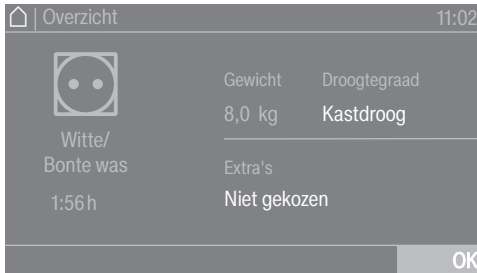 Overzicht
11:02
Witte/
Bonte was
1:56 h
Gewicht
8,0 kg
Droogtegraad
Kastdroog
Extra's
Niet gekozen
OK